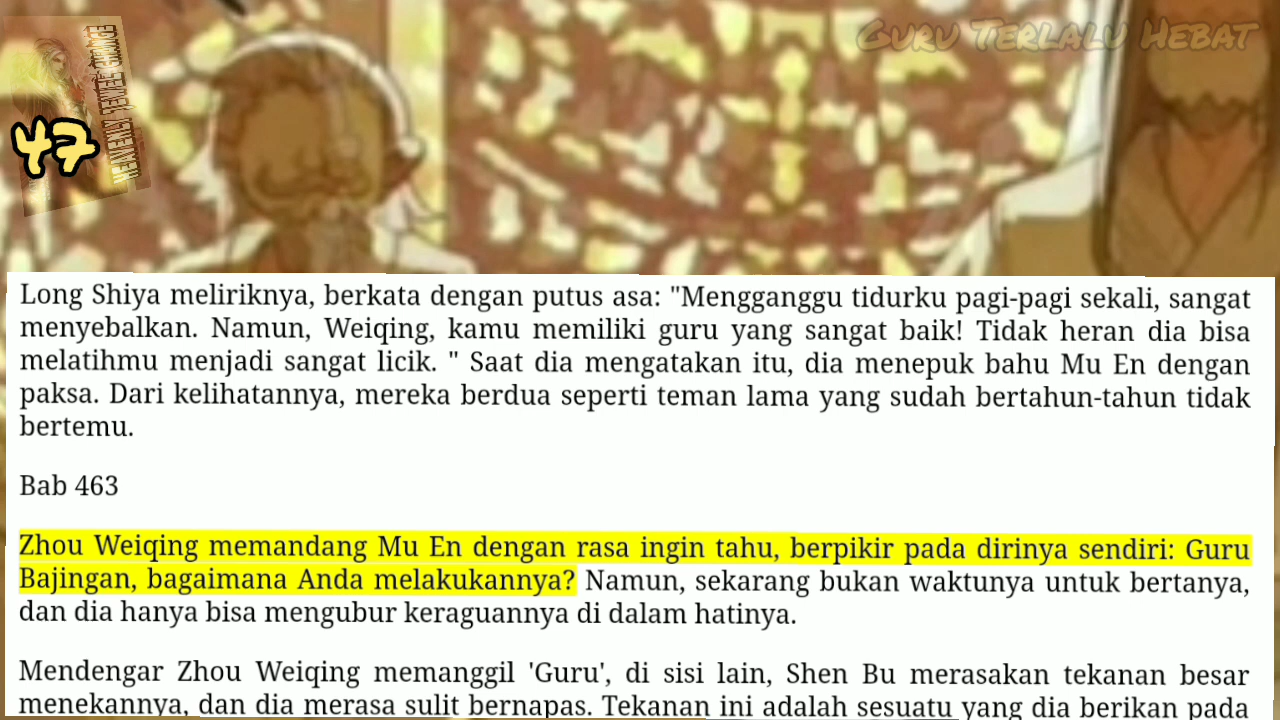 Guru Terlalu Hebat
HEAVENLY JEWEL CHANGE
47
Long Shiya meliriknya, berkata dengan putus asa: "Mengganggu tidurku pagi-pagi sekali, sangat
menyebalkan. Namun, Weiqing, kamu memiliki guru yang sangat baik! Tidak heran dia bisa
melatihmu menjadi sangat licik. " Saat dia mengatakan itu, dia menepuk bahu Mu En dengan
paksa. Dari kelihatannya, mereka berdua seperti teman lama yang sudah bertahun-tahun tidak
bertemu.
Bab 463
Zhou Weiqing memandang Mu En dengan rasa ingin tahu, berpikir pada dirinya sendiri: Guru
Bajingan, bagaimana Anda melakukannya? Namun, sekarang bukan waktunya untuk bertanya,
dan dia hanya bisa mengubur keraguannya di dalam hatinya.
Mendengar Zhou Weiqing memanggil 'Guru', di sisi lain, Shen Bu merasakan tekanan besar
menekannya, dan dia merasa sulit bernapas. Tekanan ini adalah sesuatu yang dia berikan pada